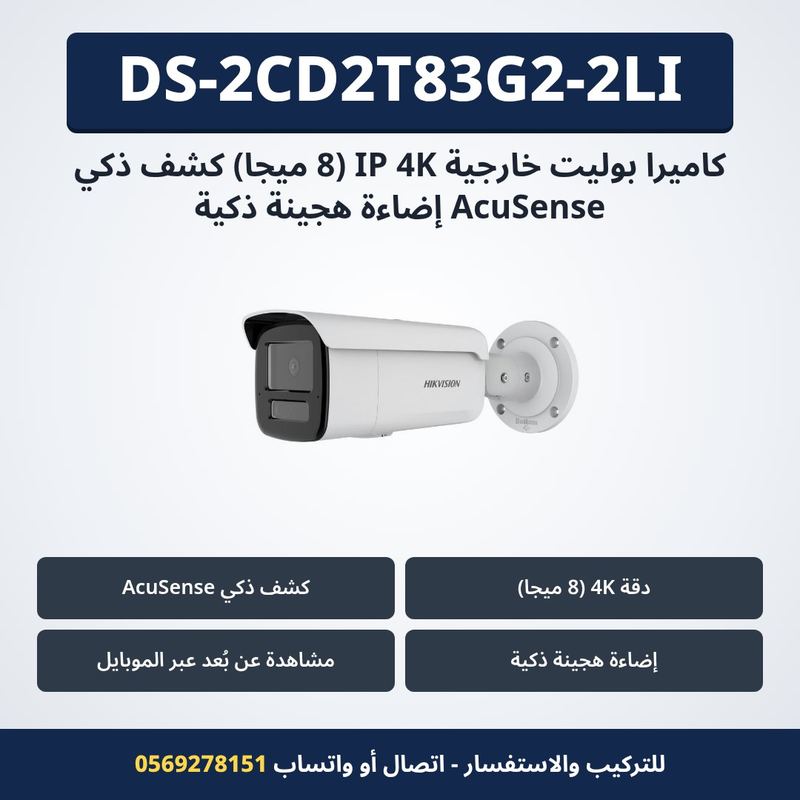 DS-2CD2T83G2-2LI
كاميرا بوليت خارجية IP 4K (8 ميجا) كشف ذكي
AcuSense إضاءة هجينة ذكية
HIKVISION
دقة 4K (8 ميجا)
كشف ذكي AcuSense
إضاءة هجينة ذكية
مشاهدة عن بُعد عبر الموبايل
للتركيب والاستفسار - اتصال أو واتساب 0569278151